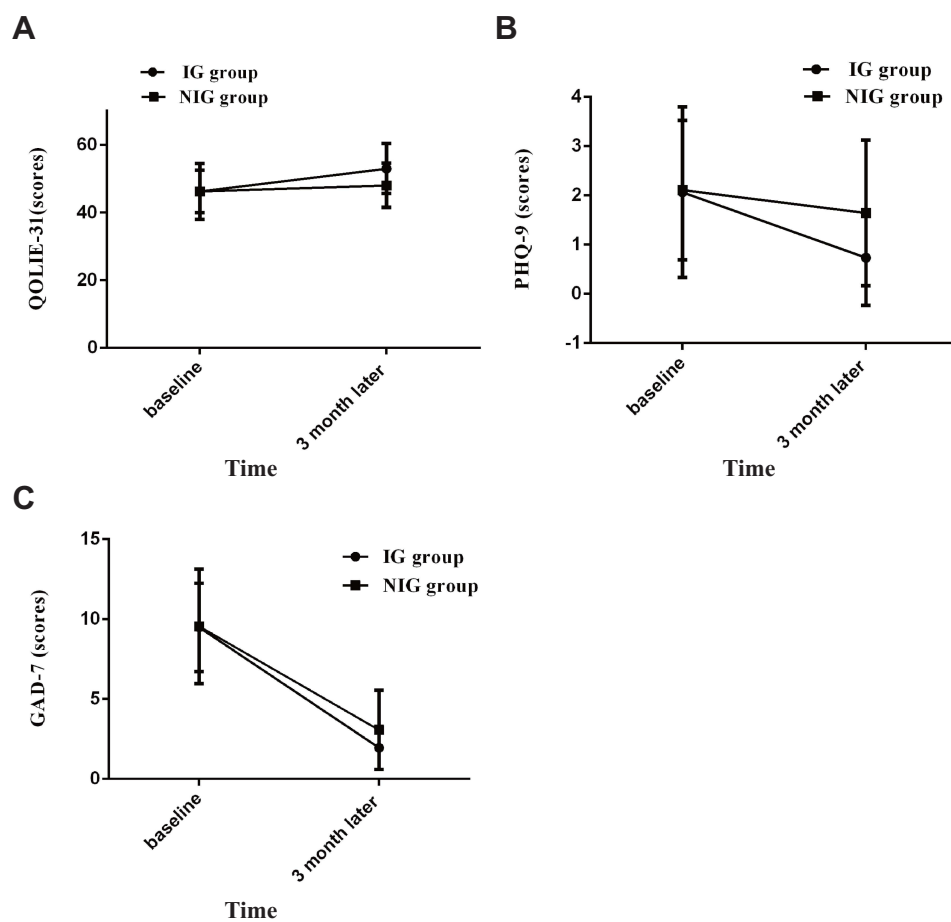 A
IG group
NIG group
60
40
20
0
QOLIE-31(scores)
baseline
3 month later
Time
B
IG group
NIG group
4
3
2
1
0
-1
PHQ-9 (scores)
baseline
3 month later
Time
C
IG group
NIG group
15
10
5
0
GAD-7 (scores)
baseline
3 month later
Time